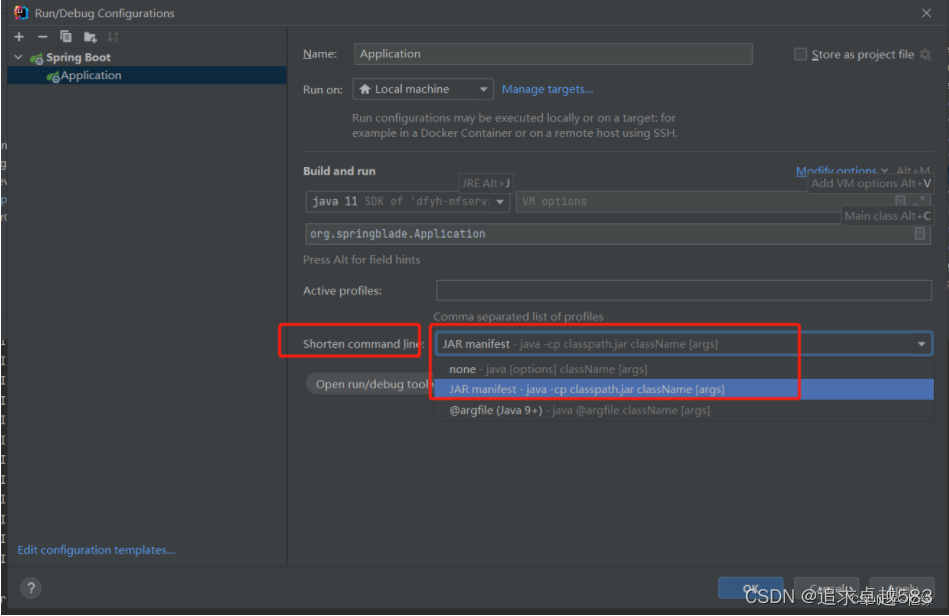 Run/Debug Configurations
Spring Boot
Application
Edit configuration templates...
Name:
Application
Store as project file
Run on:
Local machine
Manage targets...
Run configurations may be executed locally or on a target: for
example in a Docker Container or on a remote host using SSH.
Build and run
Modify options
Alt+M
JRE Alt+J
Add VM options Alt+V
java 11 SDK of 'dfyh-mfserv:
VM options
Main class Alt+C
org.springblade.Application
Press Alt for field hints
Active profiles:
Comma separated list of profiles
Shorten command line:
JAR manifest - java -cp classpath.jar className [args]
none - java [options] className [args]
JAR manifest - java -cp classpath.jar className [args]
@argfile (Java 9+) - java @argfile className [args]
Open run/debug tool
?
OK
Cancel
Apply
CSDN @追求卓越583